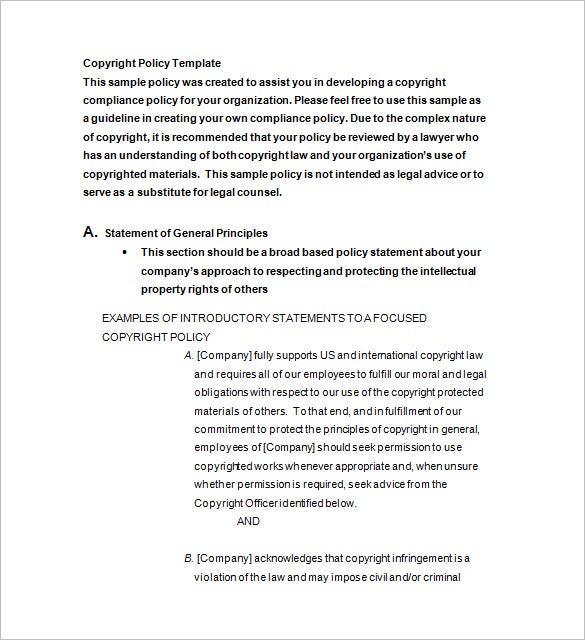 Copyright Policy Template
This sample policy was created to assist you in developing a copyright
compliance policy for your organization. Please feel free to use this sample as
a guideline in creating your own compliance policy. Due to the complex nature
of copyright, it is recommended that your policy be reviewed by a lawyer who
has an understanding of both copyright law and your organization's use of
copyrighted materials. This sample policy is not intended as legal advice or to
serve as a substitute for legal counsel.
A. Statement of General Principles
• This section should be a broad based policy statement about your
company's approach to respecting and protecting the intellectual
property rights of others
EXAMPLES OF INTRODUCTORY STATEMENTS TO A FOCUSED
COPYRIGHT POLICY
A. [Company] fully supports US and international copyright law
and requires all of our employees to fulfill our moral and legal
obligations with respect to our use of the copyright protected
materials of others. To that end, and in fulfillment of our
commitment to protect the principles of copyright in general,
employees of [Company] should seek permission to use
copyrighted works whenever appropriate and, when unsure
whether permission is required, seek advice from the
Copyright Officer identified below.
AND
B. [Company] acknowledges that copyright infringement is a
violation of the law and may impose civil and/or criminal